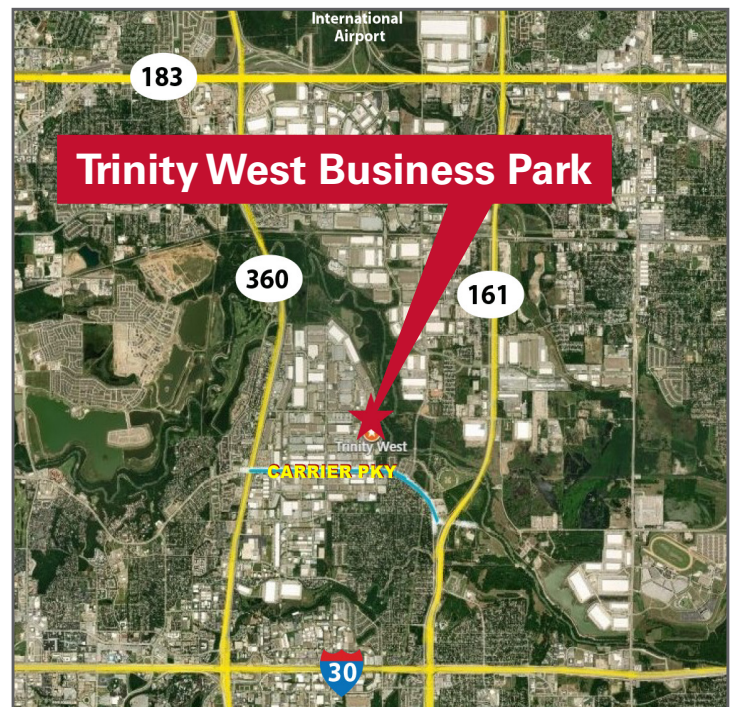 International
Airport
183
Trinity West Business Park
360
161
Trinity West
CARRIER PKY
30